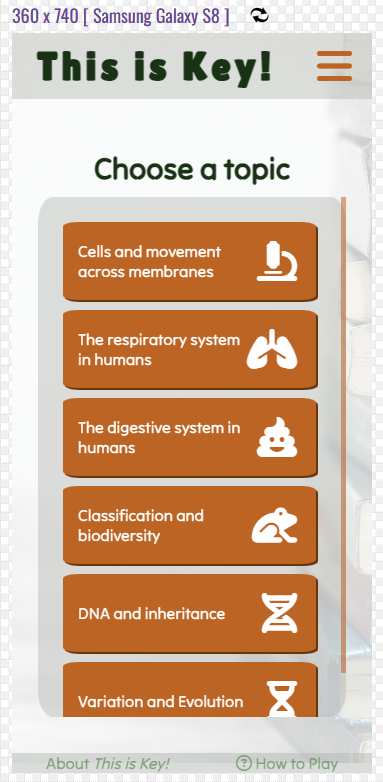 360 x 740 [ Samsung Galaxy S8 ]
This is Key!
Choose a topic
Cells and movement
across membranes
The respiratory system
in humans
The digestive system in
humans
Classification and
biodiversity
DNA and inheritance
Variation and Evolution
About This is Key!
How to Play